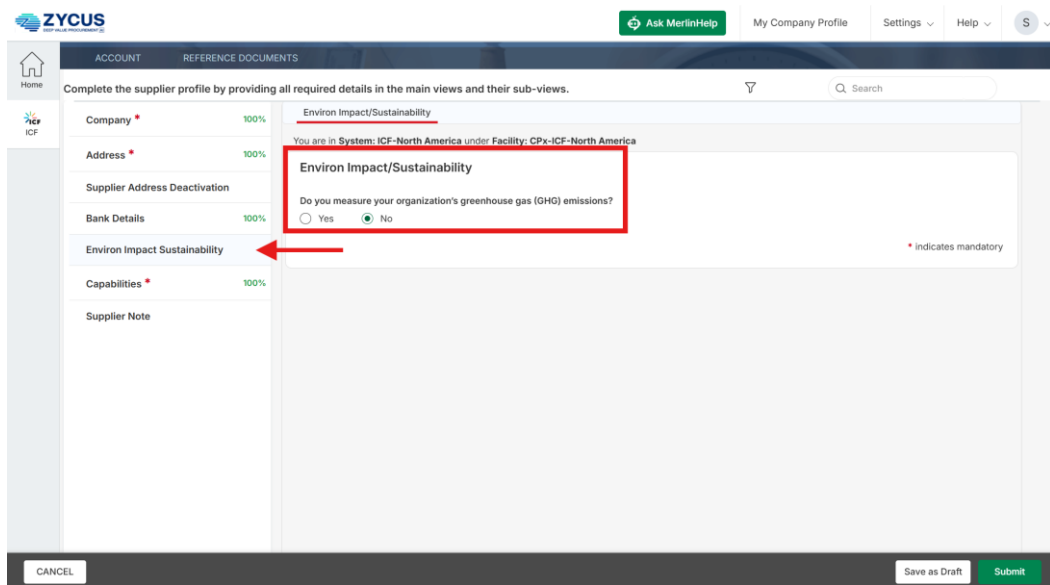 ZYCUS
DEEP VALUE PROCUREMENT
Ask MerlinHelp
My Company Profile
Settings
Help
S
Home
ICF
ICF
ACCOUNT
REFERENCE DOCUMENTS
Complete the supplier profile by providing all required details in the main views and their sub-views.
Search
Company * 100%
Address * 100%
Supplier Address Deactivation
Bank Details 100%
Environ Impact Sustainability
Capabilities * 100%
Supplier Note
Environ Impact/Sustainability
You are in System: ICF-North America under Facility: CPx-ICF-North America
Environ Impact/Sustainability
Do you measure your organization's greenhouse gas (GHG) emissions?
Yes No
* indicates mandatory
CANCEL
Save as Draft
Submit